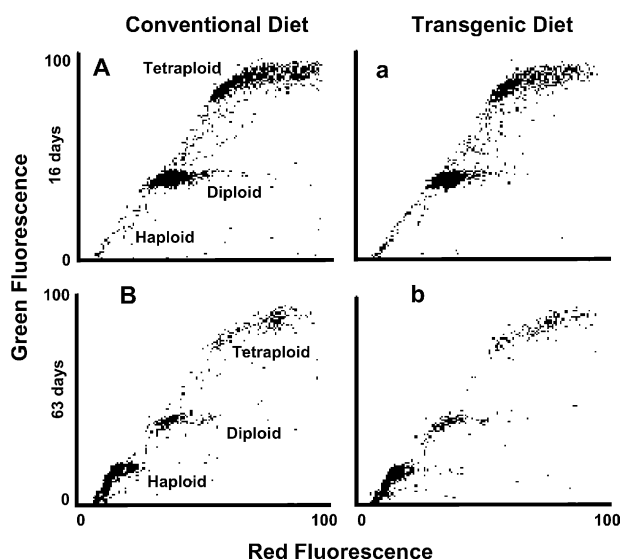 Conventional Diet
Transgenic Diet
Green Fluorescence
16 days
100
0
A
Tetraploid
Diploid
Haploid
a
63 days
100
0
B
Tetraploid
Diploid
Haploid
b
0
100
0
100
Red Fluorescence